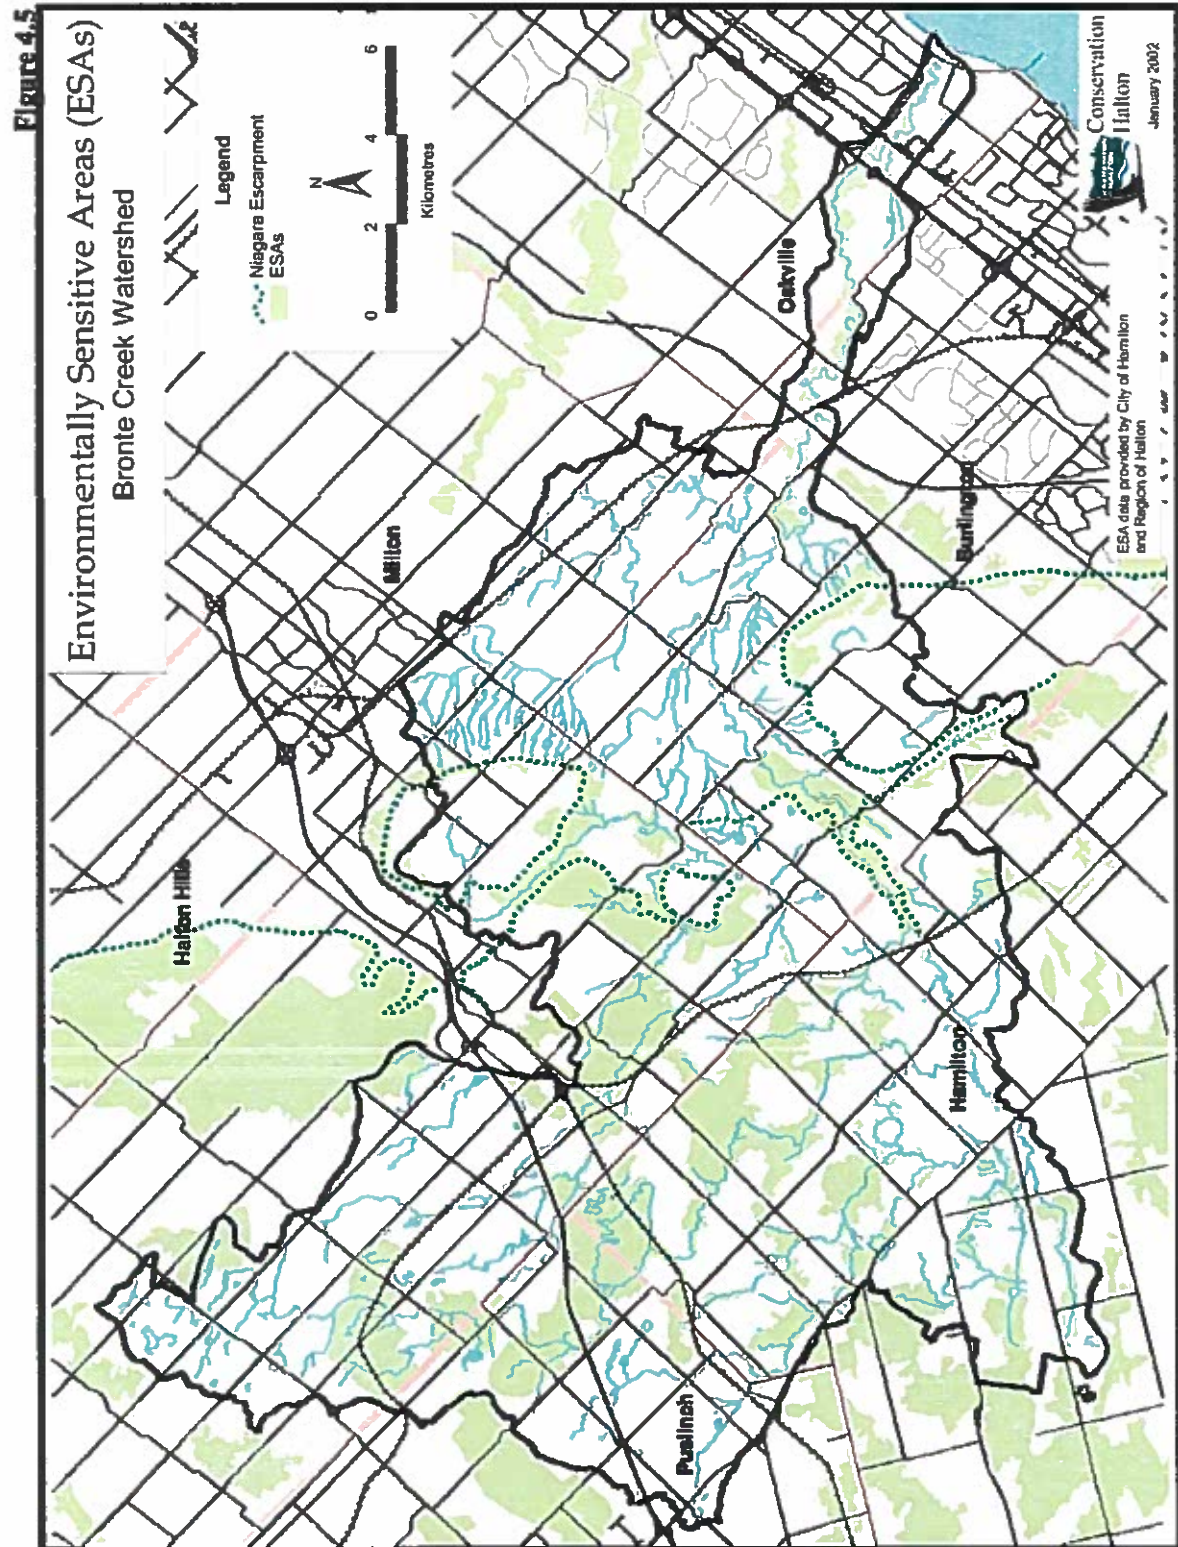 Figure 4.5
Environmentally Sensitive Areas (ESAs)
Bronte Creek Watershed
Legend
Niagara Escarpment
ESAs
N
0 2 4 6
Kilometres
Halton Hills
Milton
Oakville
Burlington
Hamilton
Puslinch
ESA data provided by City of Hamilton
and Region of Halton
Conservation
Halton
January 2002